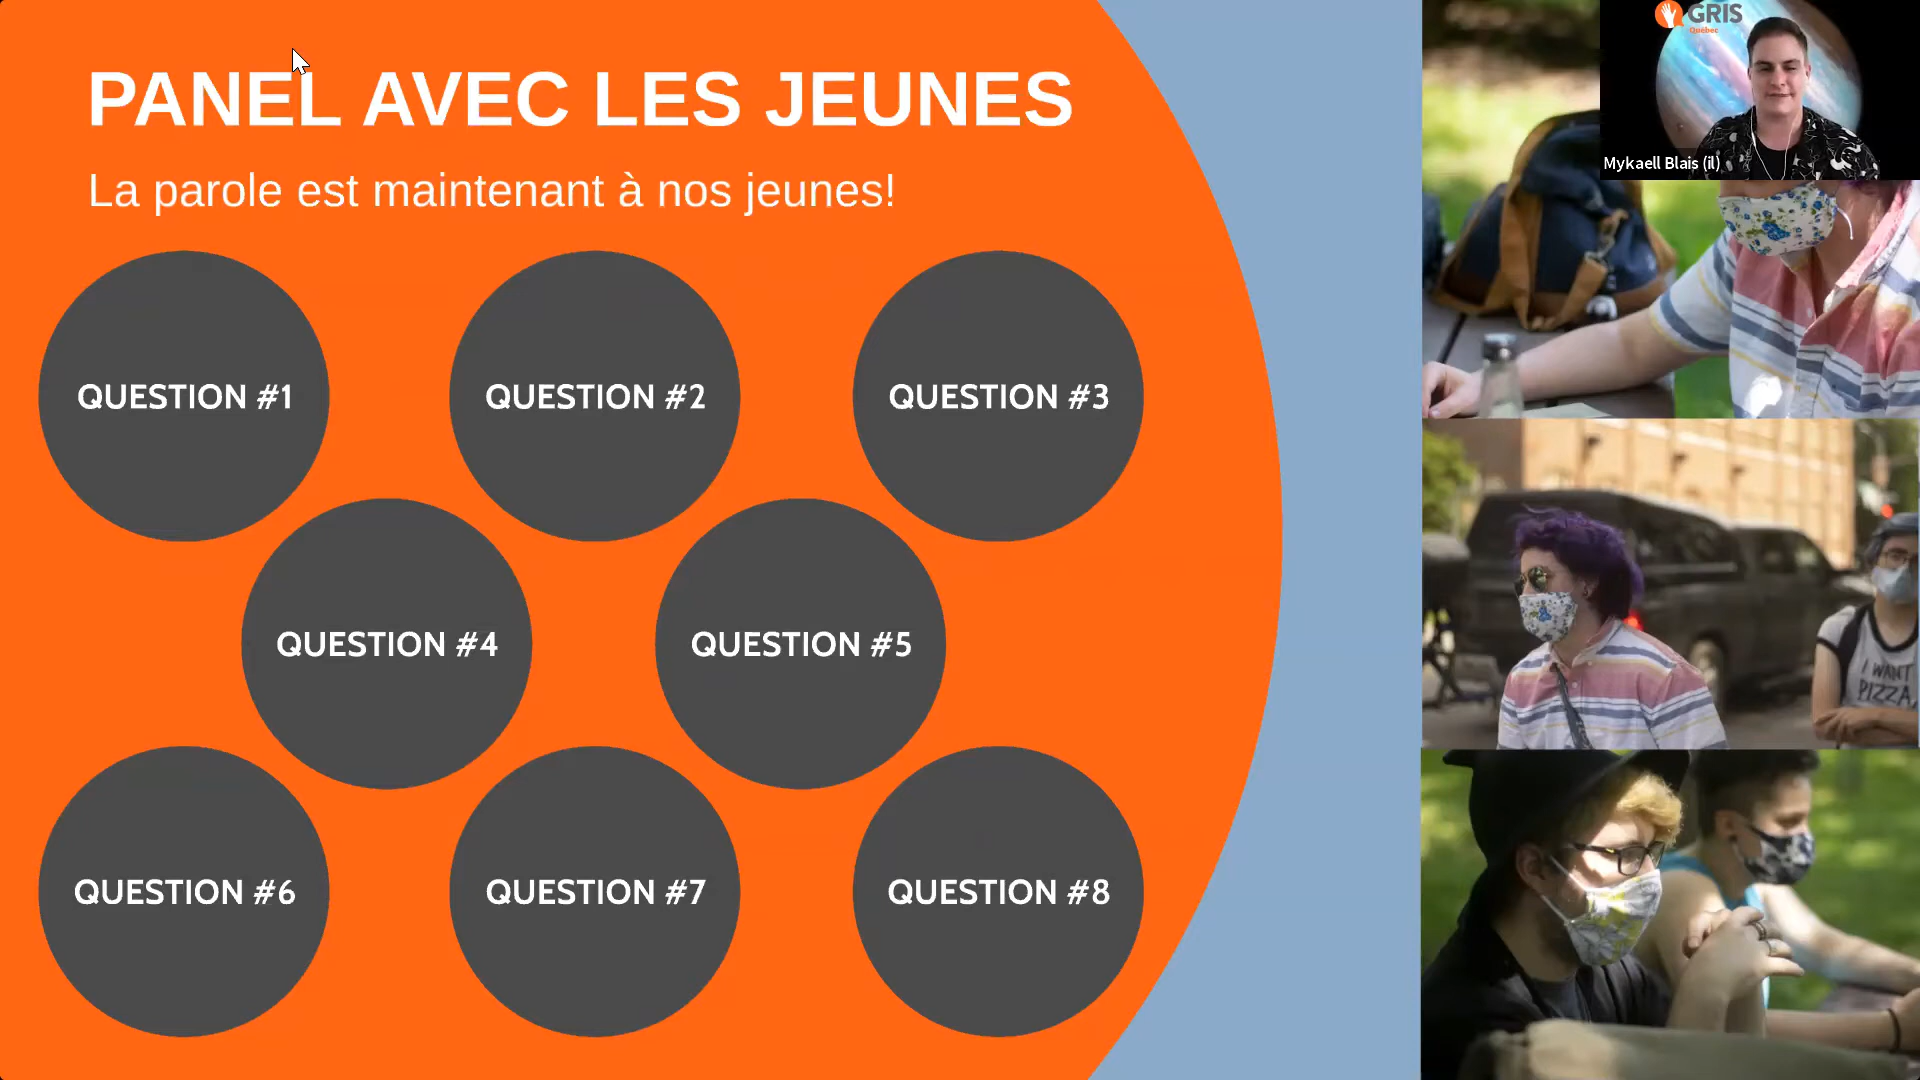 PANEL AVEC LES JEUNES
La parole est maintenant à nos jeunes!
QUESTION #1
QUESTION #2
QUESTION #3
QUESTION #4
QUESTION #5
QUESTION #6
QUESTION #7
QUESTION #8
GRIS
Québec
Mykaell Blais (il)
I WANT
PIZZA